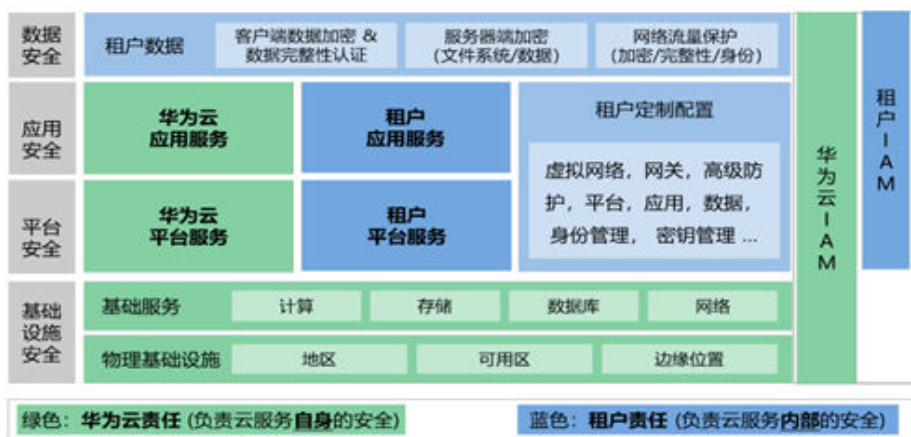 数据
安全
租户数据
客户端数据加密 &
数据完整性认证
服务器端加密
(文件系统/数据)
网络流量保护
(加密/完整性/身份)
应用
安全
华为云
应用服务
租户
应用服务
租户定制配置
虚拟网络，网关，高级防
护，平台，应用，数据，
身份管理， 密钥管理 ...
平台
安全
华为云
平台服务
租户
平台服务
基础
设施
安全
基础服务
计算
存储
数据库
网络
物理基础设施
地区
可用区
边缘位置
华为云IAM
租户IAM
绿色：华为云责任 (负责云服务自身的安全)
蓝色：租户责任 (负责云服务内部的安全)